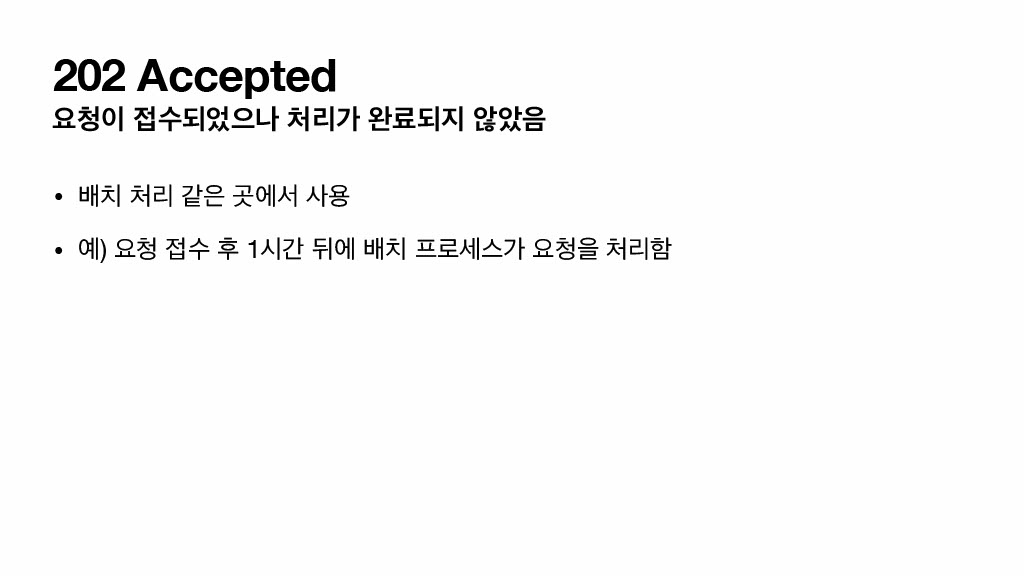 202 Accepted
요청이 접수되었으나 처리가 완료되지 않았음
• 배치 처리 같은 곳에서 사용
• 예) 요청 접수 후 1시간 뒤에 배치 프로세스가 요청을 처리함